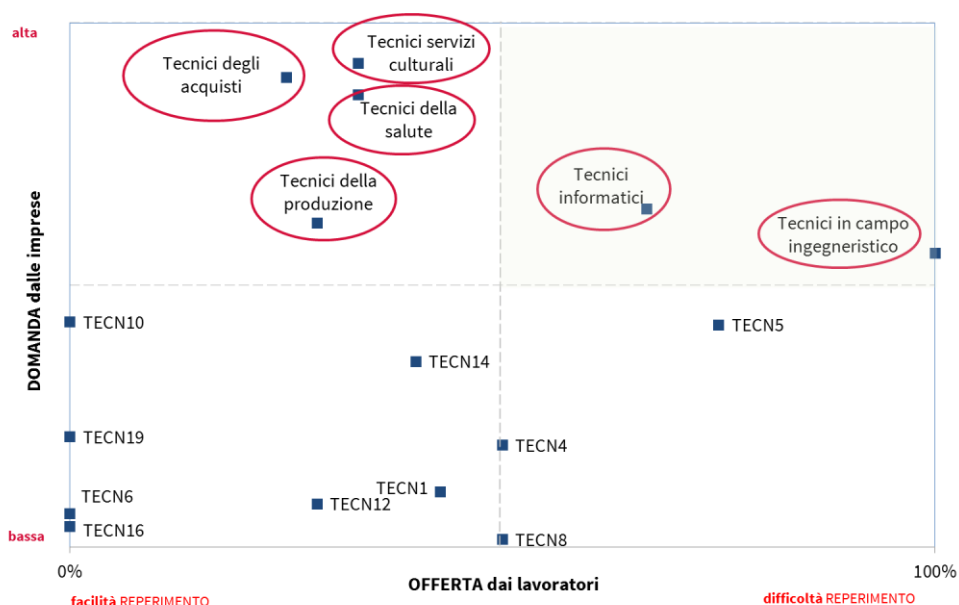 alta
Tecnici servizi
culturali
Tecnici degli
acquisti
Tecnici della
salute
Tecnici della
produzione
Tecnici
informatici
Tecnici in campo
ingegneristico
DOMANDA dalle imprese
TECN10
TECN5
TECN14
TECN19
TECN4
TECN6
TECN1
TECN12
TECN16
TECN8
bassa
0%
100%
OFFERTA dai lavoratori
facilità REPERIMENTO
difficoltà REPERIMENTO